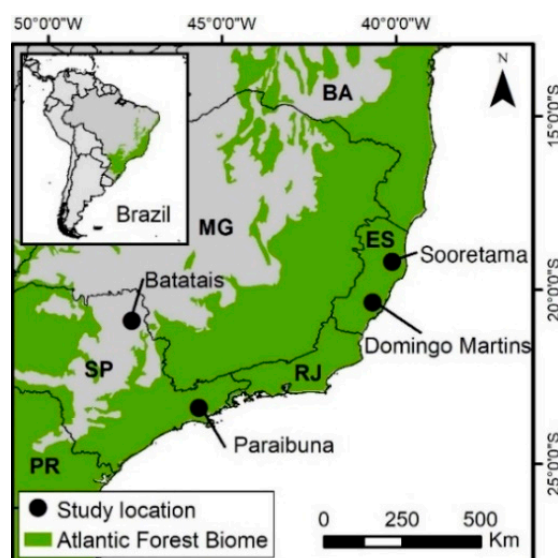 50°0'0"W 45°0'0"W 40°0'0"W
N
BA
15°0'0"S
Brazil
MG
ES
Sooretama
Batatais
20°0'0"S
Domingo Martins
SP
RJ
Paraibuna
PR
25°0'0"S
Study location
Atlantic Forest Biome
0 250 500
Km